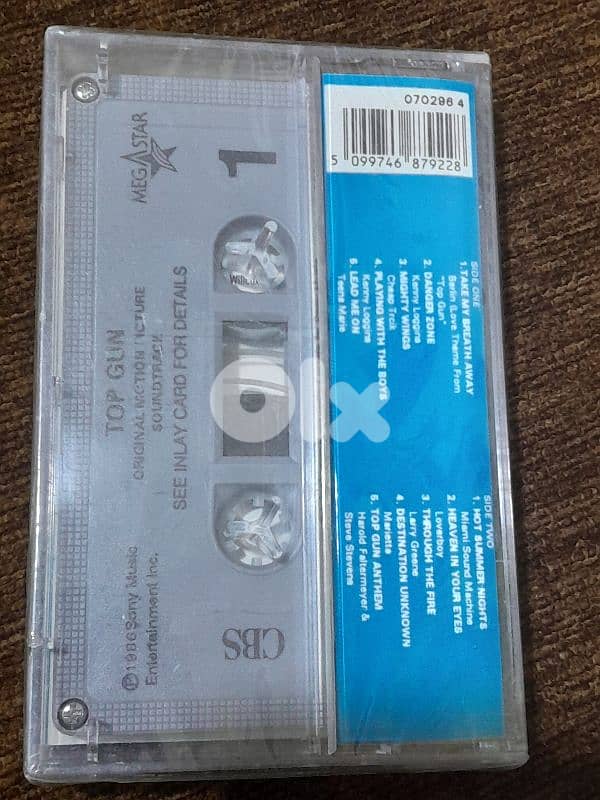 MEGASTAR
1
TOP GUN
ORIGINAL MOTION PICTURE
SOUNDTRACK
SEE INLAY CARD FOR DETAILS
℗1986 Sony Music
Entertainment Inc.
CBS
070296 4
5 099746 879228
SIDE ONE
1. TAKE MY BREATH AWAY
Berlin (Love Theme From
"Top Gun"
2. DANGER ZONE
Kenny Loggins
3. MIGHTY WINGS
Cheap Trcik
4. PLAYING WITH THE BOYS
Kenny Loggins
5. LEAD ME ON
Teena Marie
SIDE TWO
1. HOT SUMMER NIGHTS
Miami Sound Machine
2. HEAVEN IN YOUR EYES
Loverboy
3. THROUGH THE FIRE
Larry Greene
4. DESTINATION UNKNOWN
Marietta
5. TOP GUN ANTHEM
Harold Faltermeyer &
Steve Stevens
olx